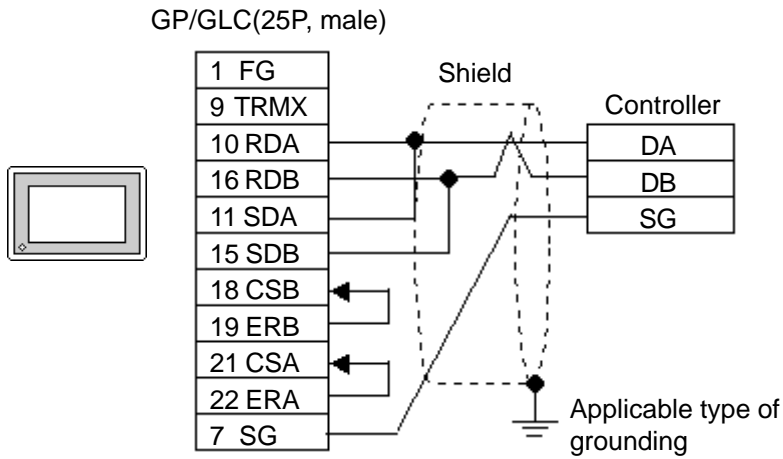 GP/GLC(25P, male)
1 FG
9 TRMX
10 RDA
16 RDB
11 SDA
15 SDB
18 CSB
19 ERB
21 CSA
22 ERA
7 SG
Shield
Controller
DA
DB
SG
Applicable type of
grounding